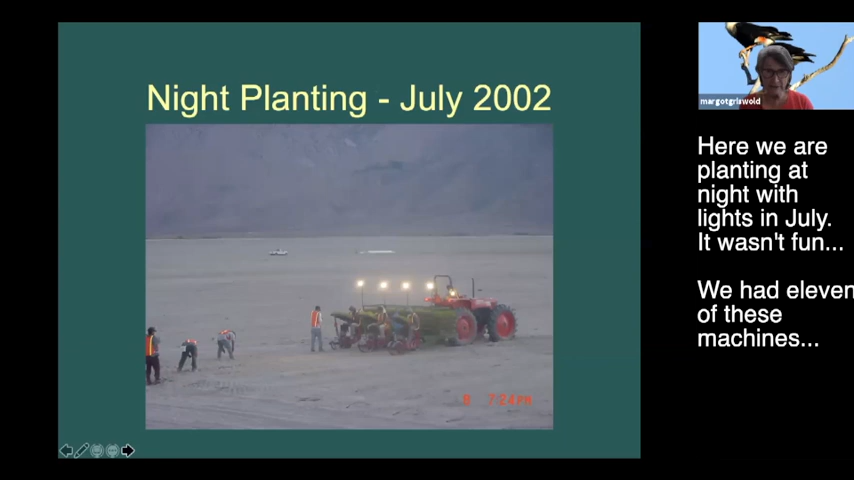 Night Planting - July 2002
8 7:24PM
margotgriswold
Here we are
planting at
night with
lights in July.
It wasn't fun...
We had eleven
of these
machines...